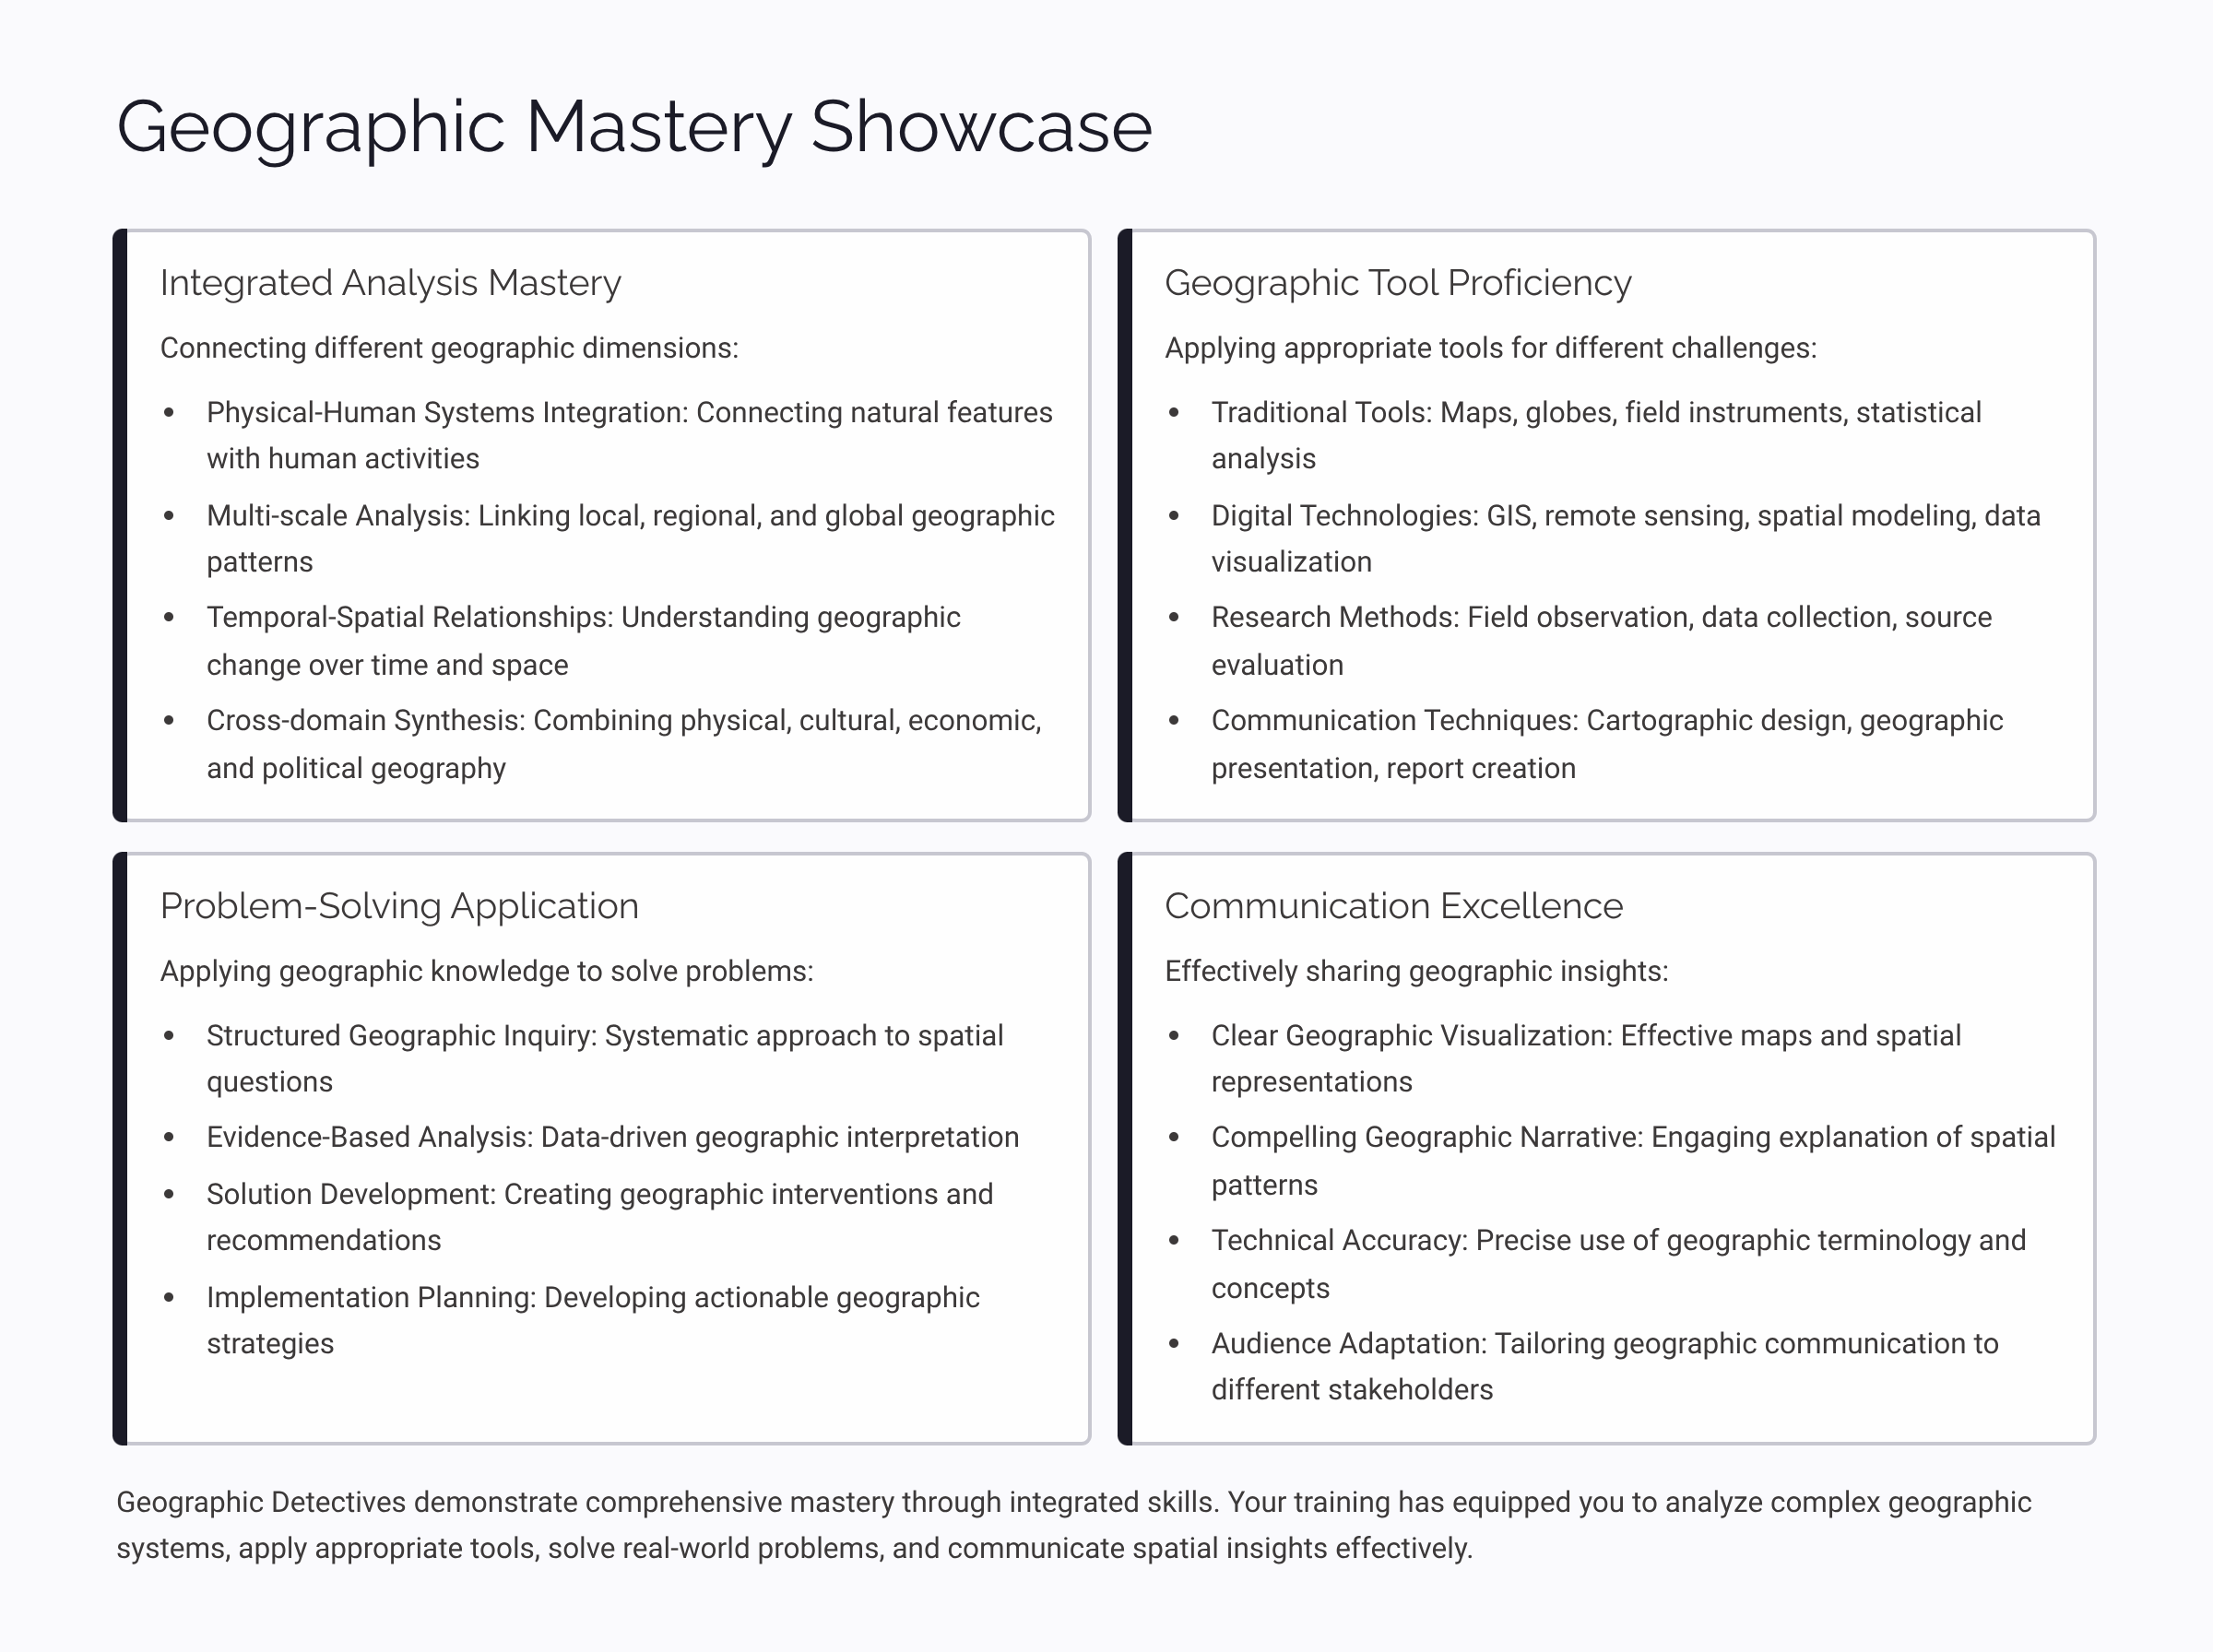 Geographic Mastery Showcase
Integrated Analysis Mastery
Connecting different geographic dimensions:
• Physical-Human Systems Integration: Connecting natural features
with human activities
• Multi-scale Analysis: Linking local, regional, and global geographic
patterns
• Temporal-Spatial Relationships: Understanding geographic
change over time and space
• Cross-domain Synthesis: Combining physical, cultural, economic,
and political geography
Geographic Tool Proficiency
Applying appropriate tools for different challenges:
• Traditional Tools: Maps, globes, field instruments, statistical
analysis
• Digital Technologies: GIS, remote sensing, spatial modeling, data
visualization
• Research Methods: Field observation, data collection, source
evaluation
• Communication Techniques: Cartographic design, geographic
presentation, report creation
Problem-Solving Application
Applying geographic knowledge to solve problems:
• Structured Geographic Inquiry: Systematic approach to spatial
questions
• Evidence-Based Analysis: Data-driven geographic interpretation
• Solution Development: Creating geographic interventions and
recommendations
• Implementation Planning: Developing actionable geographic
strategies
Communication Excellence
Effectively sharing geographic insights:
• Clear Geographic Visualization: Effective maps and spatial
representations
• Compelling Geographic Narrative: Engaging explanation of spatial
patterns
• Technical Accuracy: Precise use of geographic terminology and
concepts
• Audience Adaptation: Tailoring geographic communication to
different stakeholders
Geographic Detectives demonstrate comprehensive mastery through integrated skills. Your training has equipped you to analyze complex geographic
systems, apply appropriate tools, solve real-world problems, and communicate spatial insights effectively.